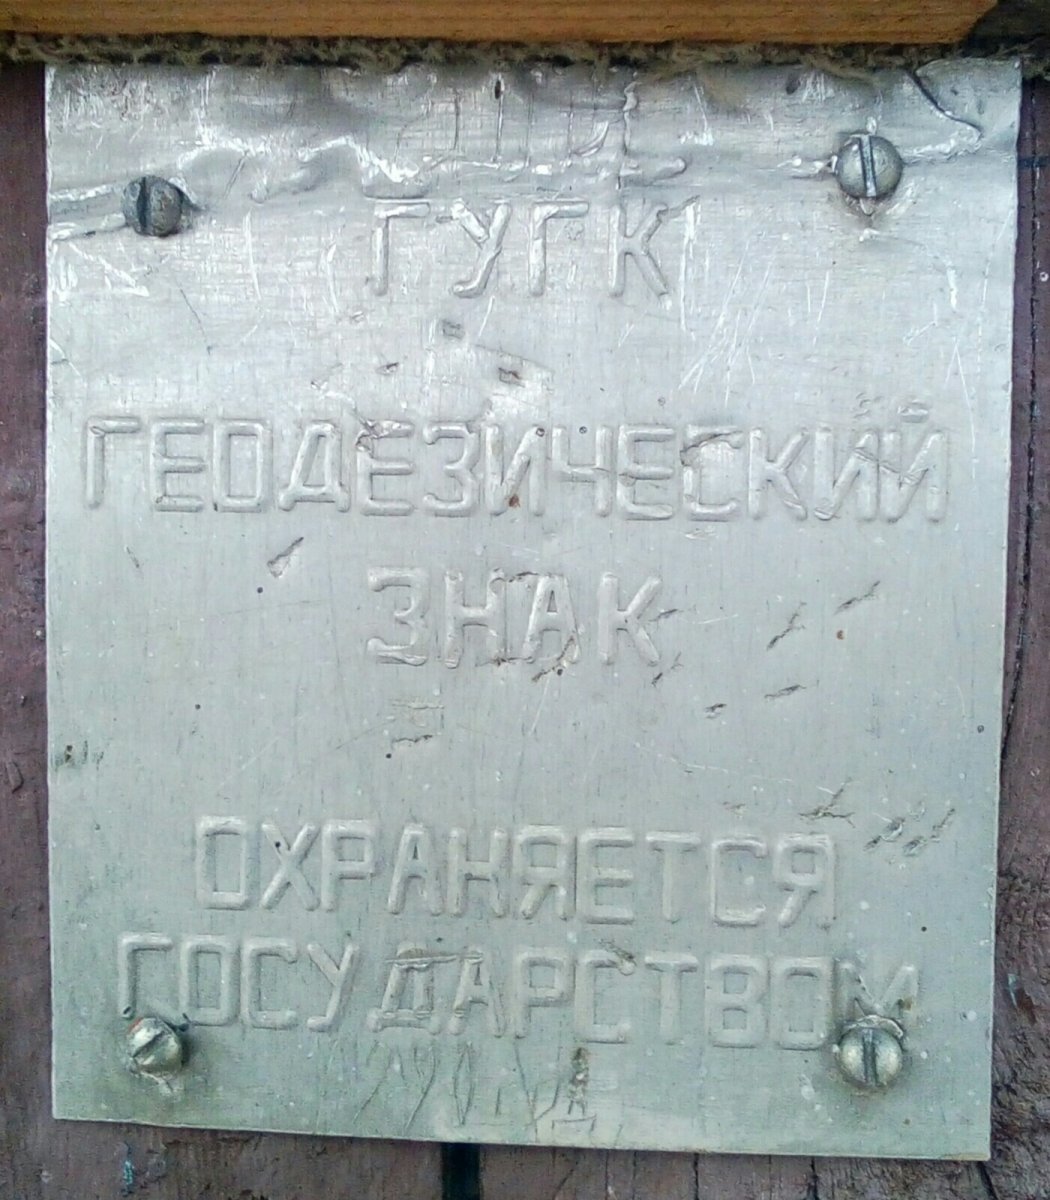 ГУГК
ГЕОДЕЗИЧЕСКИЙ
ЗНАК
ОХРАНЯЕТСЯ
ГОСУДАРСТВОМ